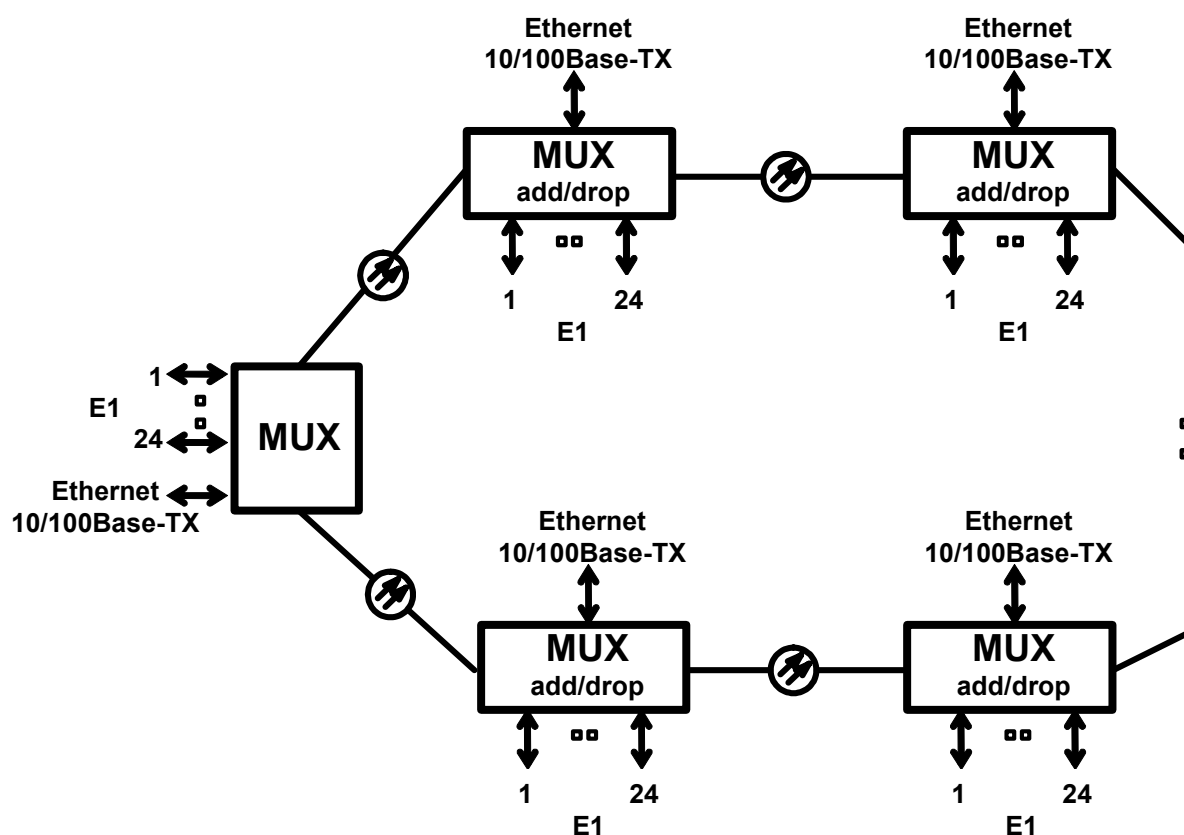 Ethernet
10/100Base-TX
MUX
add/drop
1
24
E1
Ethernet
10/100Base-TX
MUX
add/drop
1
24
E1
1
E1
24
Ethernet
10/100Base-TX
MUX
Ethernet
10/100Base-TX
MUX
add/drop
1
24
E1
Ethernet
10/100Base-TX
MUX
add/drop
1
24
E1